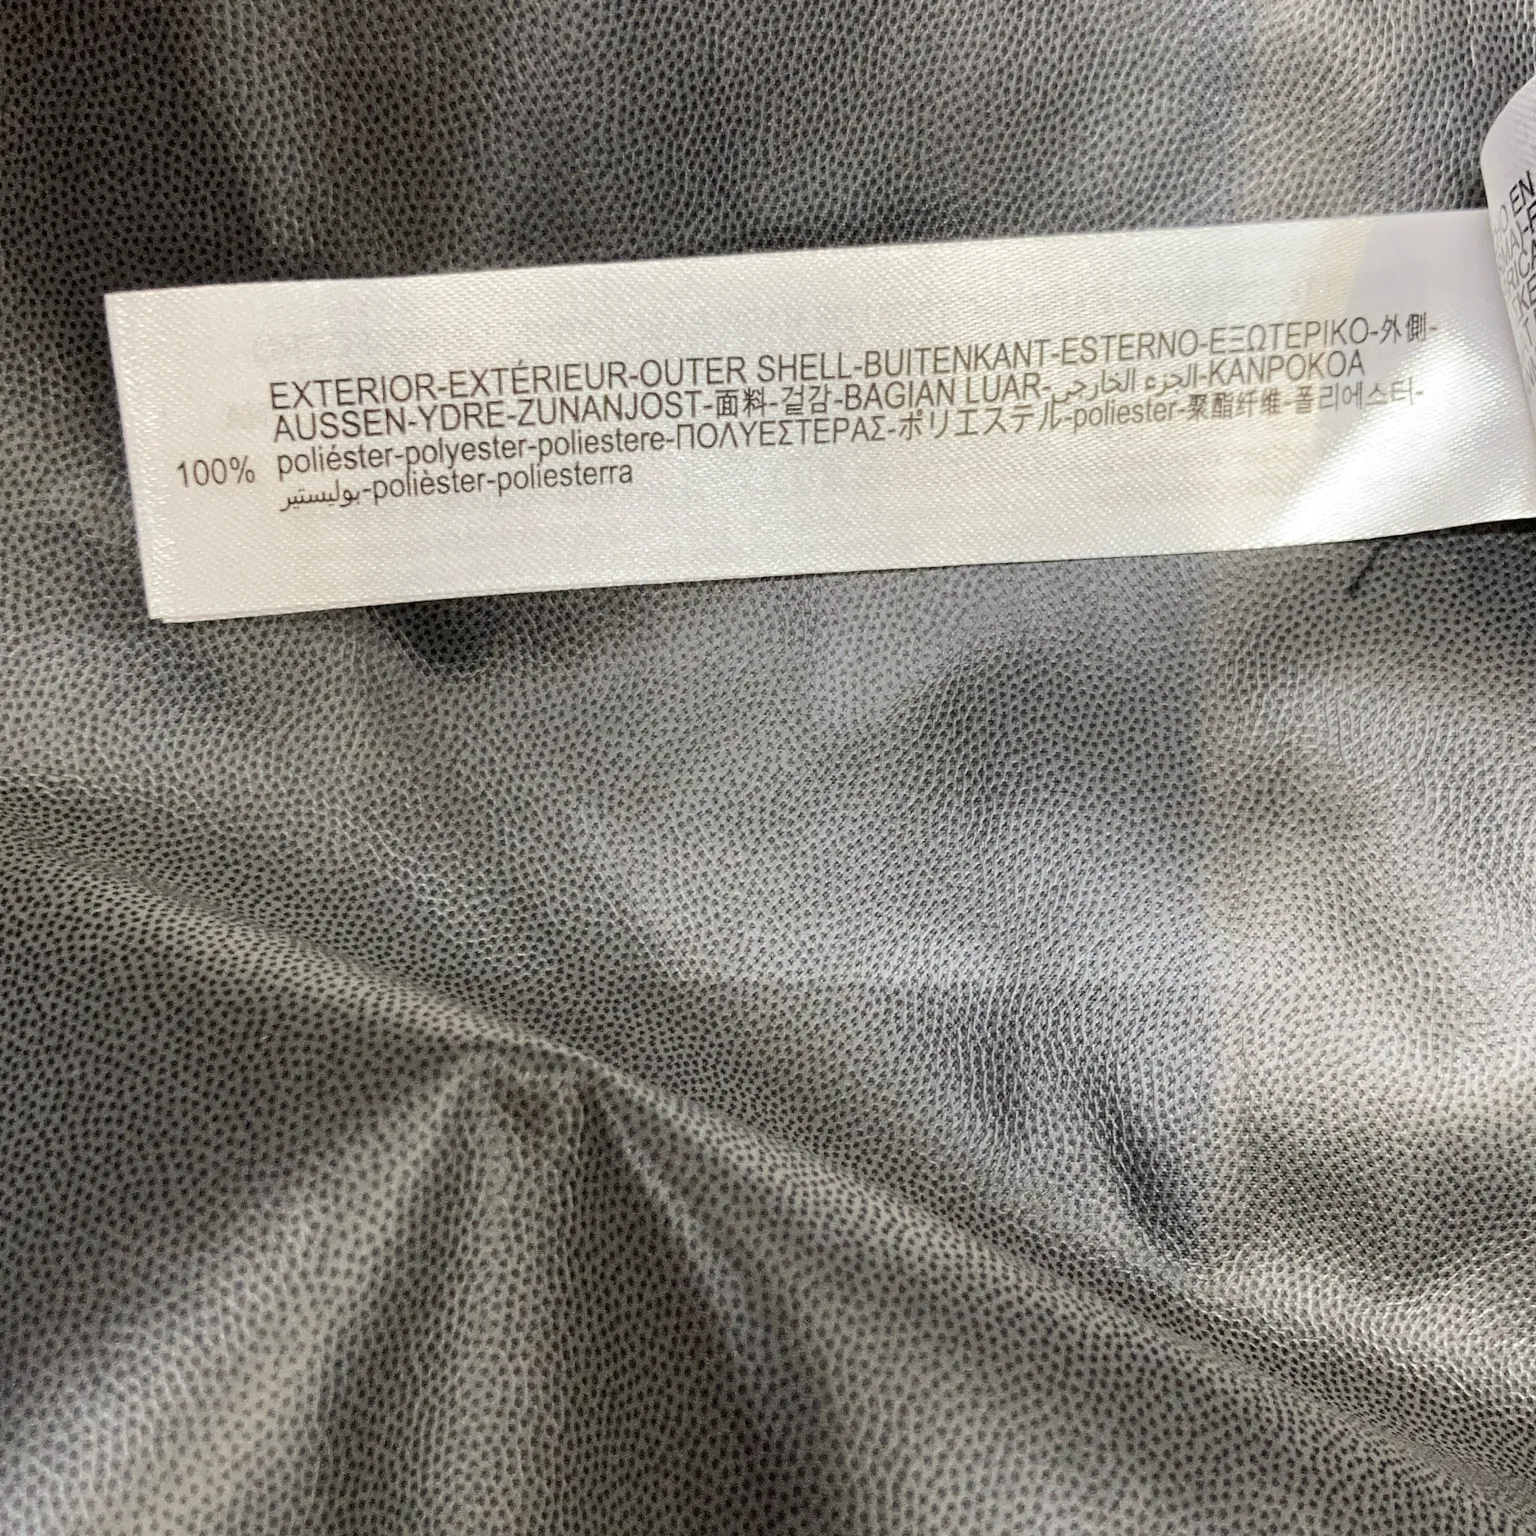 EXTERIOR-EXTÉRIEUR-OUTER SHELL-BUITENKANT-ESTERNO-ΕΞΩΤΕΡΙΚΟ-外側-
AUSSEN-YDRE-ZUNANJOST-面料-겉감-BAGIAN LUAR-الجزء الخارجي-KANPOKOA
100% poliéster-polyester-poliestere-ΠΟΛΥΕΣΤΕΡΑΣ-ポリエステル-poliester-聚酯纤维-폴리에스터-
بوليستير-polièster-poliesterra
EN